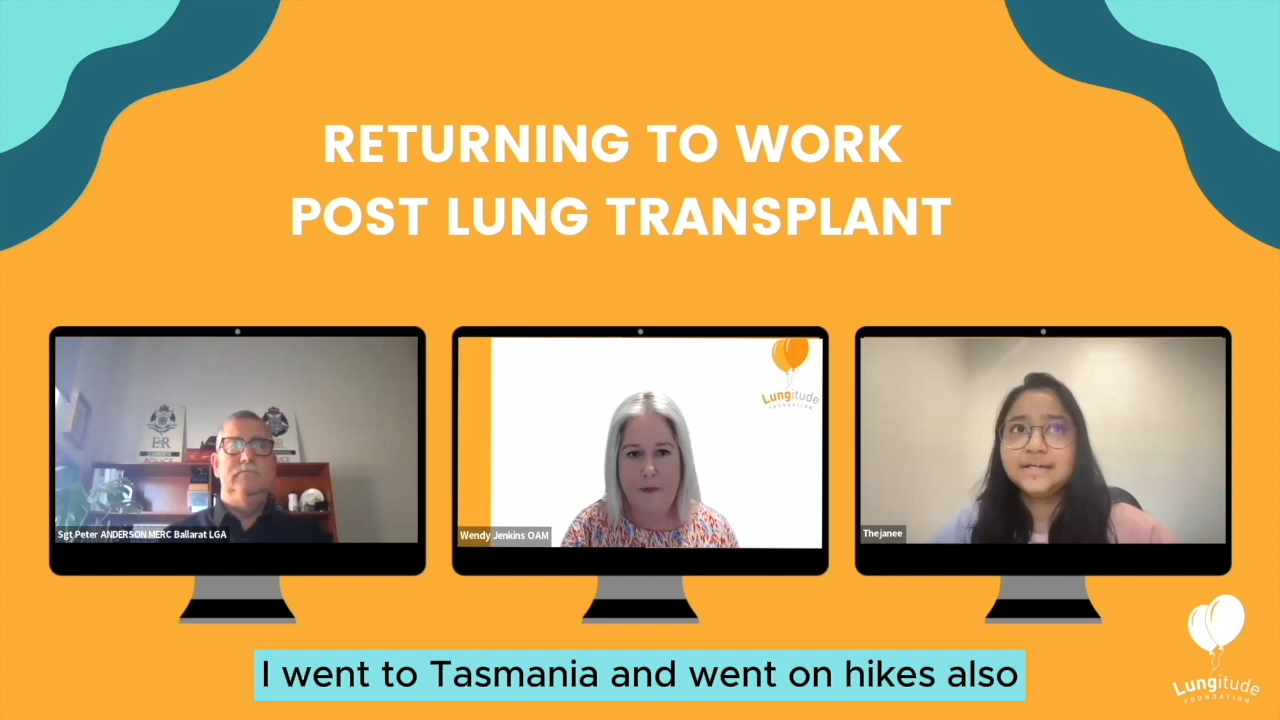 RETURNING TO WORK
POST LUNG TRANSPLANT
Lungitude
FOUNDATION
Sgt Peter ANDERSON MERC Ballarat LGA
Wendy Jenkins OAM
Thejanee
I went to Tasmania and went on hikes also
Lungitude
FOUNDATION